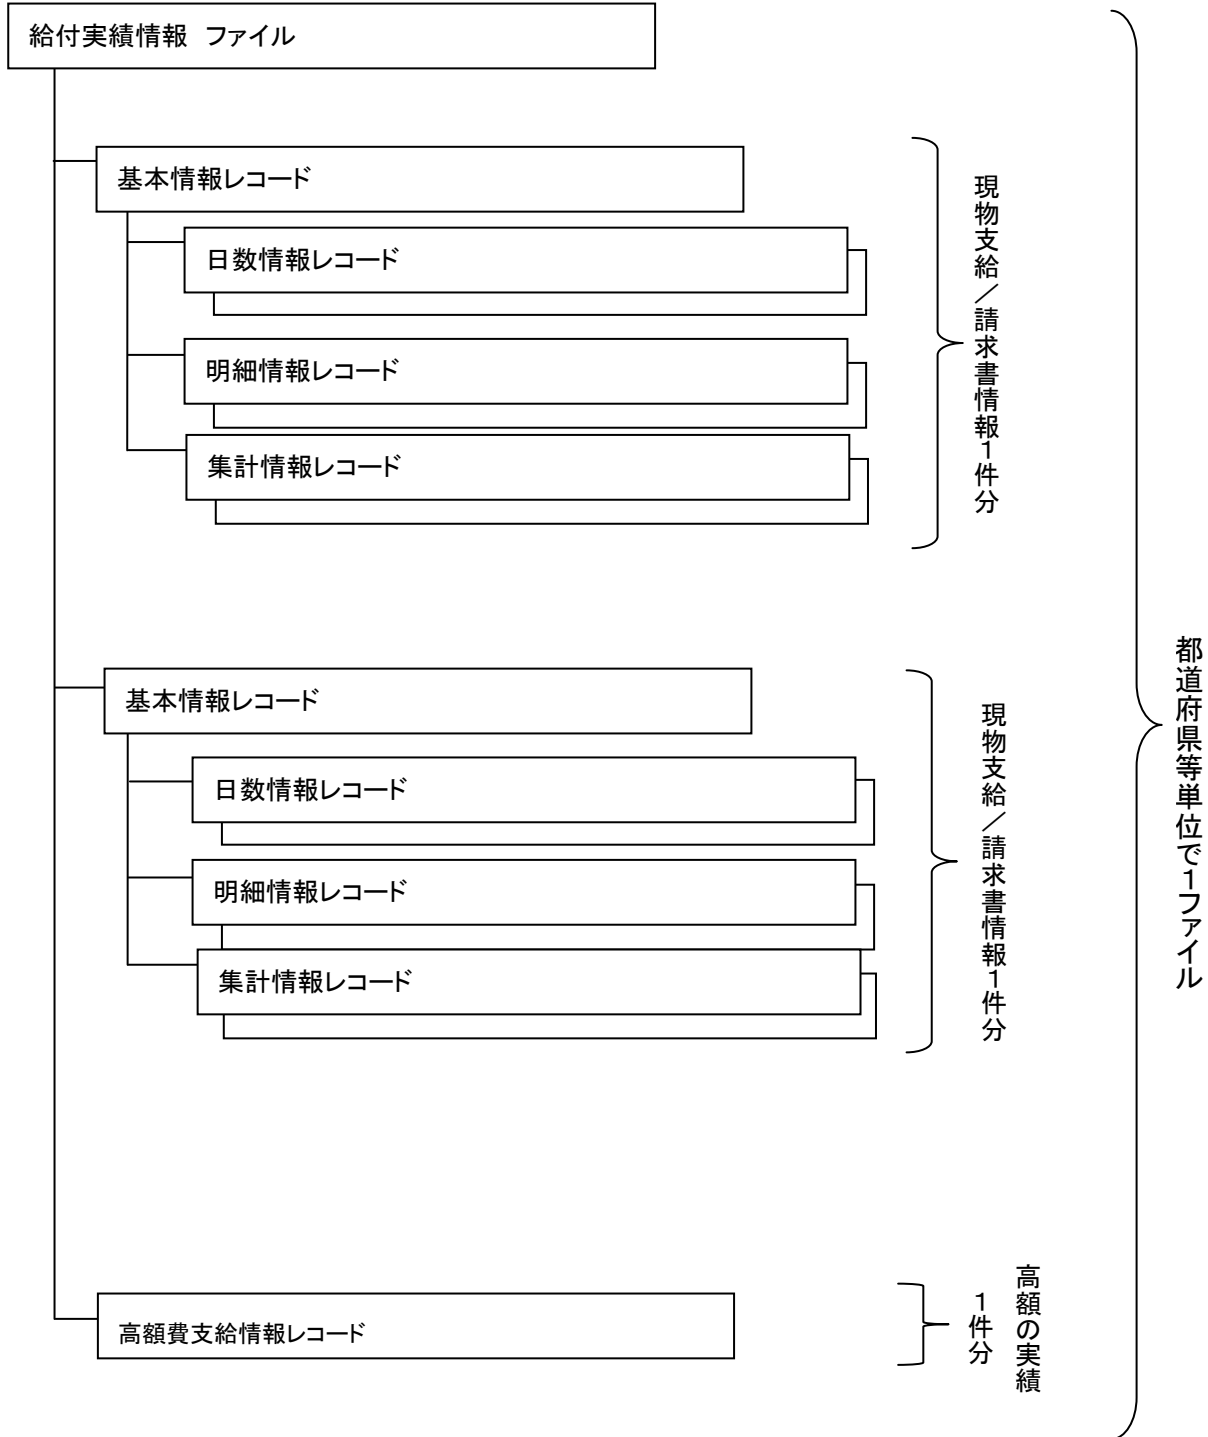 給付実績情報　ファイル
基本情報レコード
日数情報レコード
明細情報レコード
集計情報レコード
現物支給／請求書情報１件分
基本情報レコード
日数情報レコード
明細情報レコード
集計情報レコード
現物支給／請求書情報１件分
高額費支給情報レコード
高額の実績
１件分
都道府県等単位で１ファイル